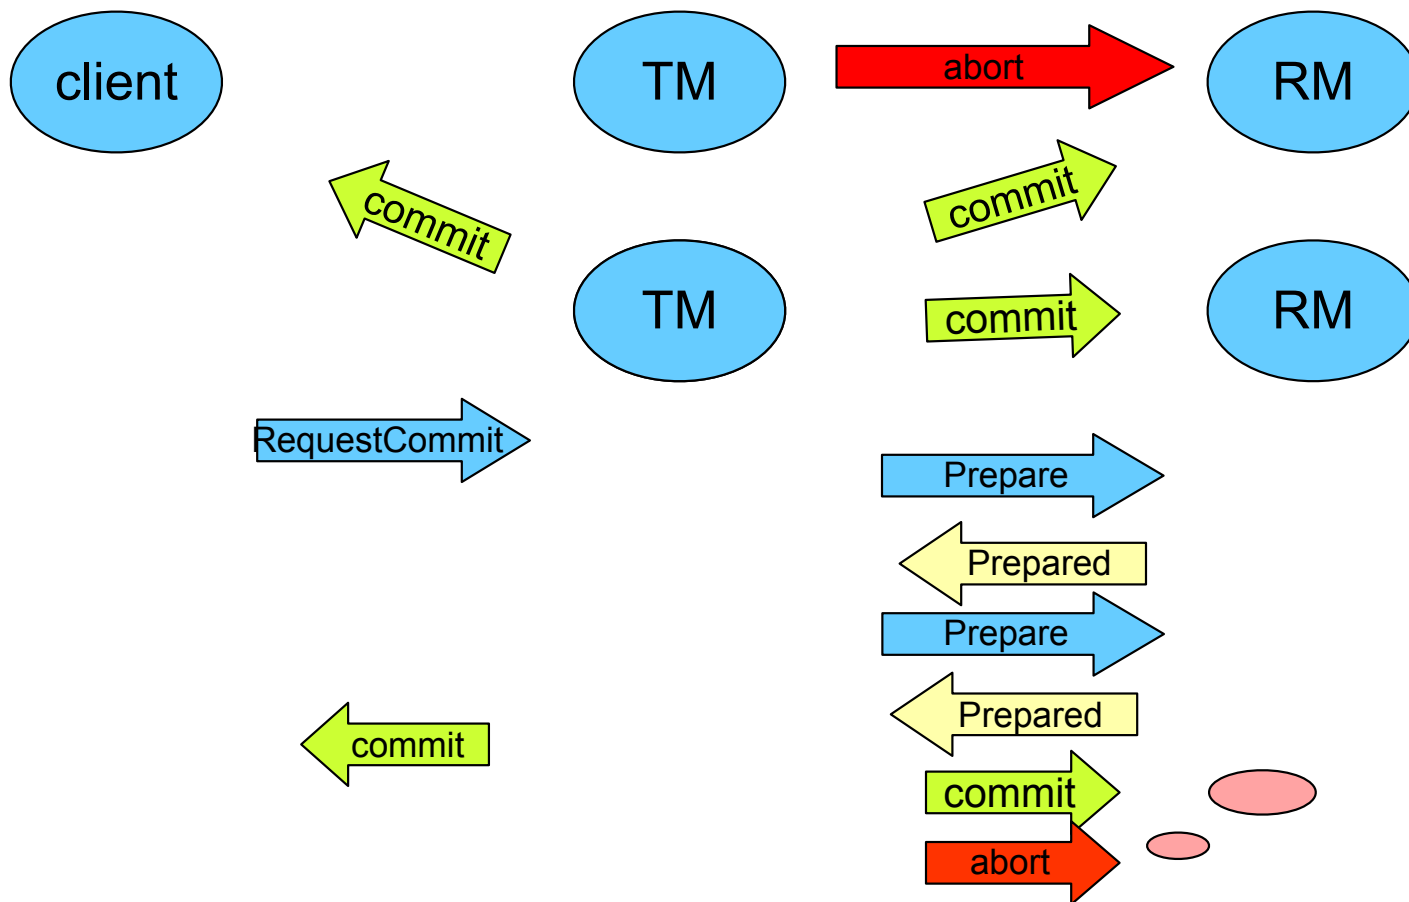 client
TM
abort
RM
commit
commit
TM
commit
RM
RequestCommit
Prepare
Prepared
Prepare
Prepared
commit
commit
abort